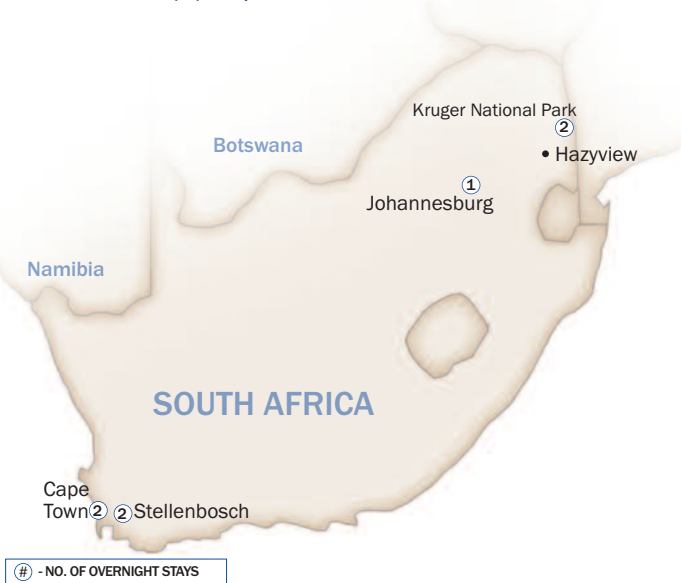 Kruger National Park
2
Botswana
• Hazyview
1
Johannesburg
Namibia
SOUTH AFRICA
Cape
Town 2 2 Stellenbosch
# - NO. OF OVERNIGHT STAYS